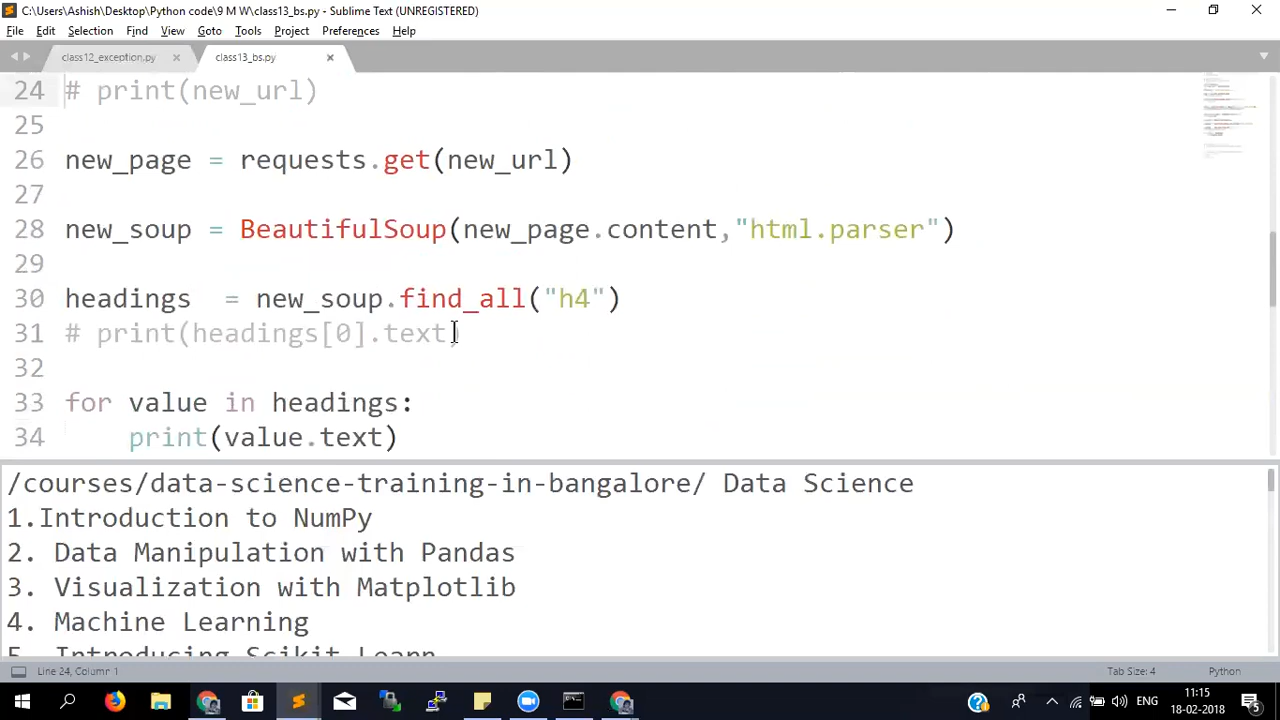 C:\Users\Ashish\Desktop\Python code\9 M W\class13_bs.py - Sublime Text (UNREGISTERED)
File Edit Selection Find View Goto Tools Project Preferences Help
class12_exception.py class13_bs.py
24 # print(new_url)
25
26 new_page = requests.get(new_url)
27
28 new_soup = BeautifulSoup(new_page.content,"html.parser")
29
30 headings  = new_soup.find_all("h4")
31 # print(headings[0].text)
32
33 for value in headings:
34     print(value.text)
/courses/data-science-training-in-bangalore/ Data Science
1.Introduction to NumPy
2. Data Manipulation with Pandas
3. Visualization with Matplotlib
4. Machine Learning
5. Introducing Scikit Learn
Line 24, Column 1 Tab Size: 4 Python
ENG 11:15
18-02-2018 5